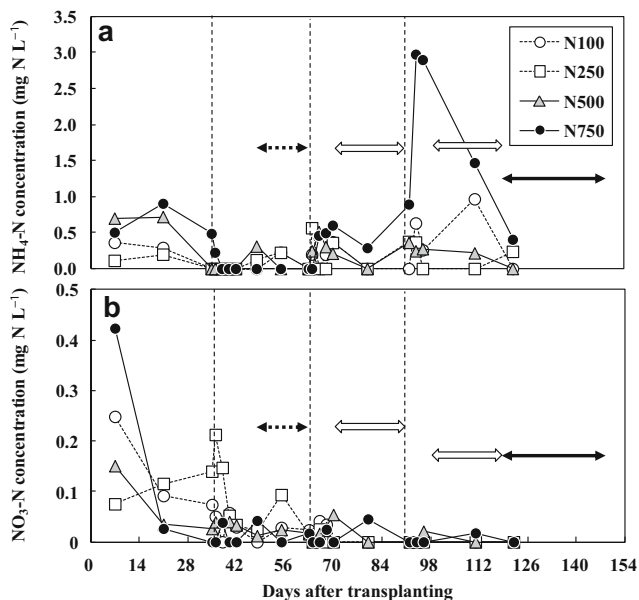 a
NH₄-N concentration (mg N L⁻¹)
3.5
3.0
2.5
2.0
1.5
1.0
0.5
0.0
N100
N250
N500
N750
b
NO₃-N concentration (mg N L⁻¹)
0.5
0.4
0.3
0.2
0.1
0
0 14 28 42 56 70 84 98 112 126 140 154
Days after transplanting